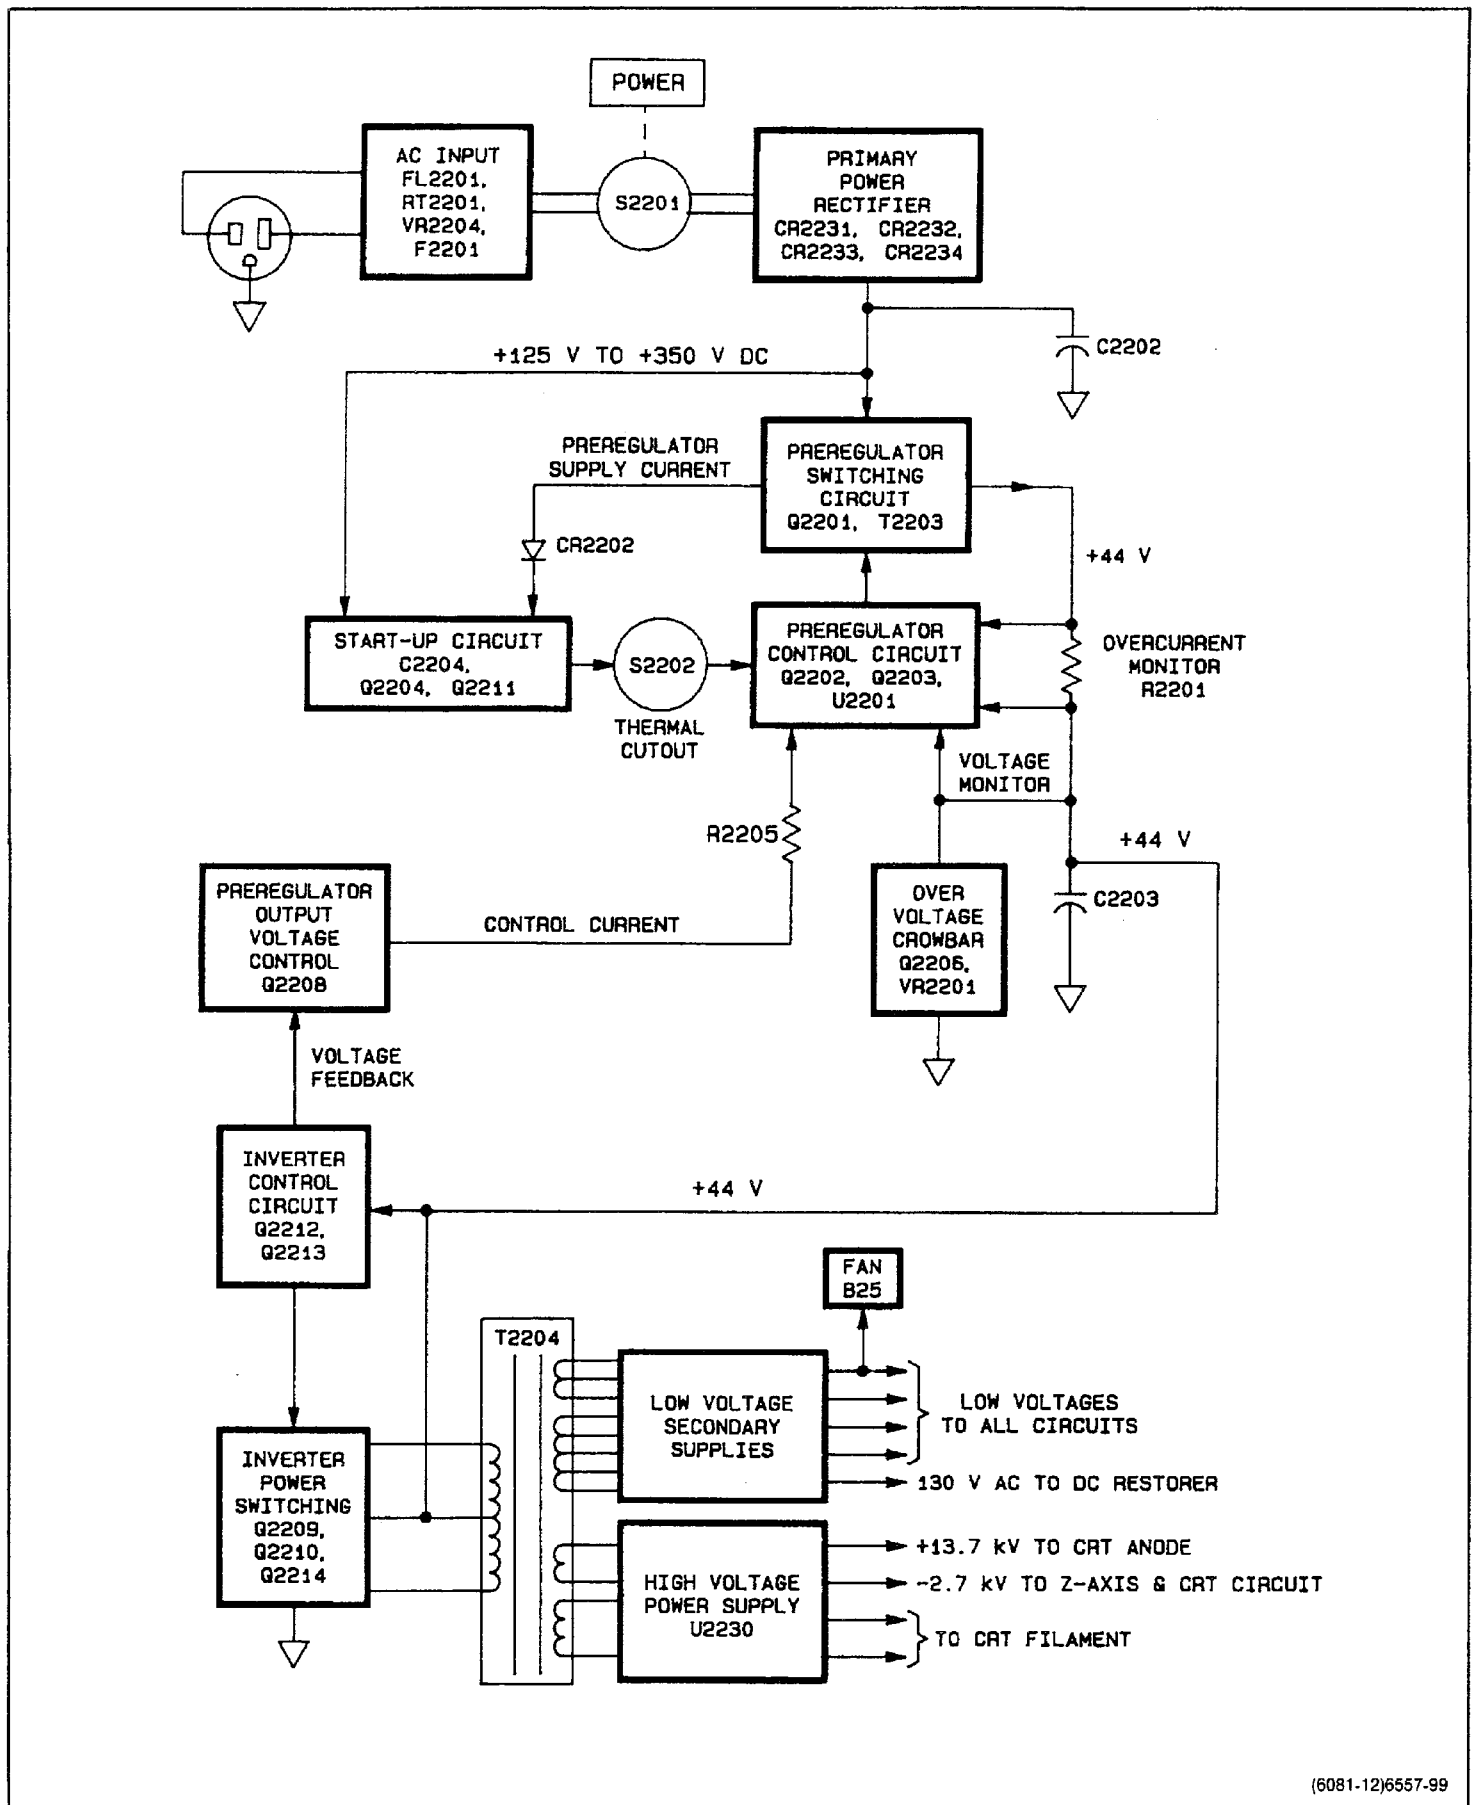 POWER
AC INPUT
FL2201,
RT2201,
VR2204,
F2201
S2201
PRIMARY
POWER
RECTIFIER
CR2231, CR2232,
CR2233, CR2234
C2202
+125 V TO +350 V DC
PREREGULATOR
SUPPLY CURRENT
PREREGULATOR
SWITCHING
CIRCUIT
Q2201, T2203
CR2202
+44 V
START-UP CIRCUIT
C2204,
Q2204, Q2211
S2202
THERMAL
CUTOUT
PREREGULATOR
CONTROL CIRCUIT
Q2202, Q2203,
U2201
OVERCURRENT
MONITOR
R2201
VOLTAGE
MONITOR
R2205
+44 V
PREREGULATOR
OUTPUT
VOLTAGE
CONTROL
Q2208
CONTROL CURRENT
OVER
VOLTAGE
CROWBAR
Q2206,
VR2201
C2203
VOLTAGE
FEEDBACK
INVERTER
CONTROL
CIRCUIT
Q2212,
Q2213
+44 V
FAN
B25
T2204
LOW VOLTAGE
SECONDARY
SUPPLIES
LOW VOLTAGES
TO ALL CIRCUITS
130 V AC TO DC RESTORER
INVERTER
POWER
SWITCHING
Q2209,
Q2210,
Q2214
HIGH VOLTAGE
POWER SUPPLY
U2230
+13.7 kV TO CRT ANODE
-2.7 kV TO Z-AXIS & CRT CIRCUIT
TO CRT FILAMENT
(6081-12)6557-99